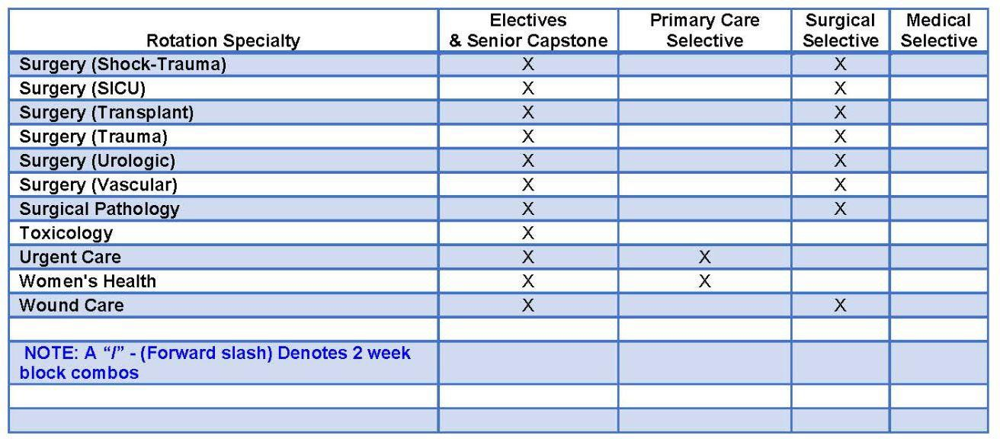 Rotation Specialty Electives & Senior Capstone Primary Care Selective Surgical Selective Medical Selective
Surgery (Shock-Trauma) X X
Surgery (SICU) X X
Surgery (Transplant) X X
Surgery (Trauma) X X
Surgery (Urologic) X X
Surgery (Vascular) X X
Surgical Pathology X X
Toxicology X
Urgent Care X X
Women's Health X X
Wound Care X X
NOTE: A “/” - (Forward slash) Denotes 2 week
block combos